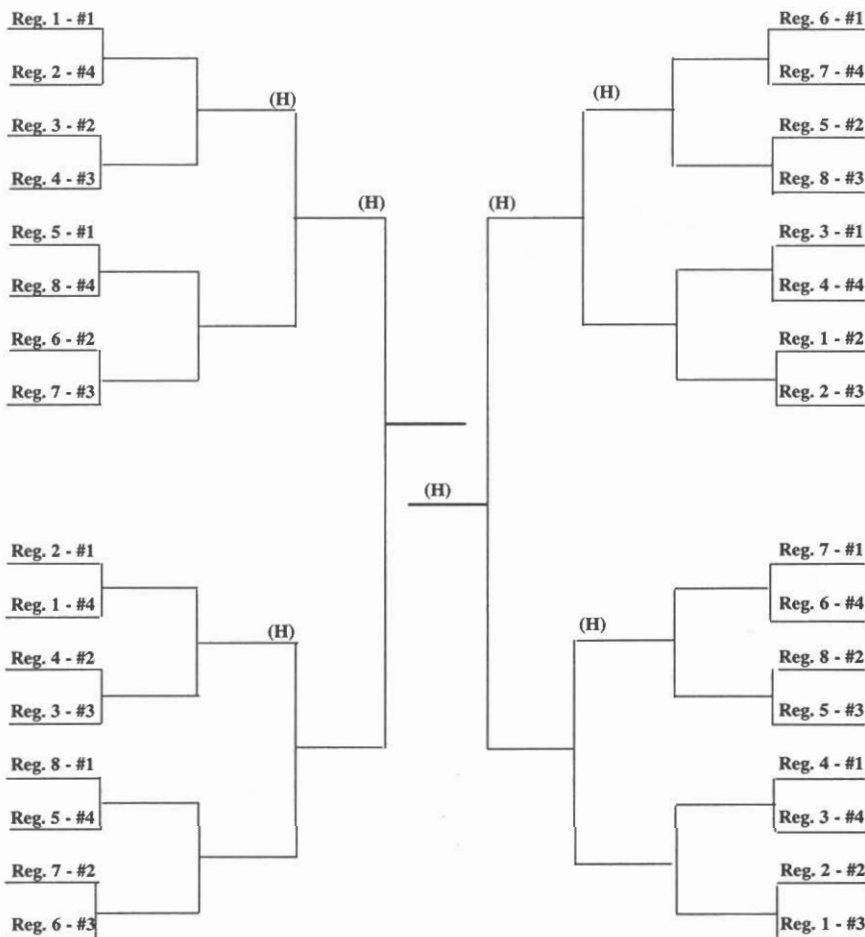 Reg. 1 - #1
Reg. 2 - #4
(H)
Reg. 3 - #2
Reg. 4 - #3
(H)
Reg. 5 - #1
Reg. 8 - #4
Reg. 6 - #2
Reg. 7 - #3
Reg. 2 - #1
Reg. 1 - #4
(H)
Reg. 4 - #2
Reg. 3 - #3
Reg. 8 - #1
Reg. 5 - #4
Reg. 7 - #2
Reg. 6 - #3
Reg. 6 - #1
Reg. 7 - #4
(H)
Reg. 5 - #2
Reg. 8 - #3
(H)
Reg. 3 - #1
Reg. 4 - #4
Reg. 1 - #2
Reg. 2 - #3
(H)
Reg. 7 - #1
Reg. 6 - #4
(H)
Reg. 8 - #2
Reg. 5 - #3
Reg. 4 - #1
Reg. 3 - #4
Reg. 2 - #2
Reg. 1 - #3